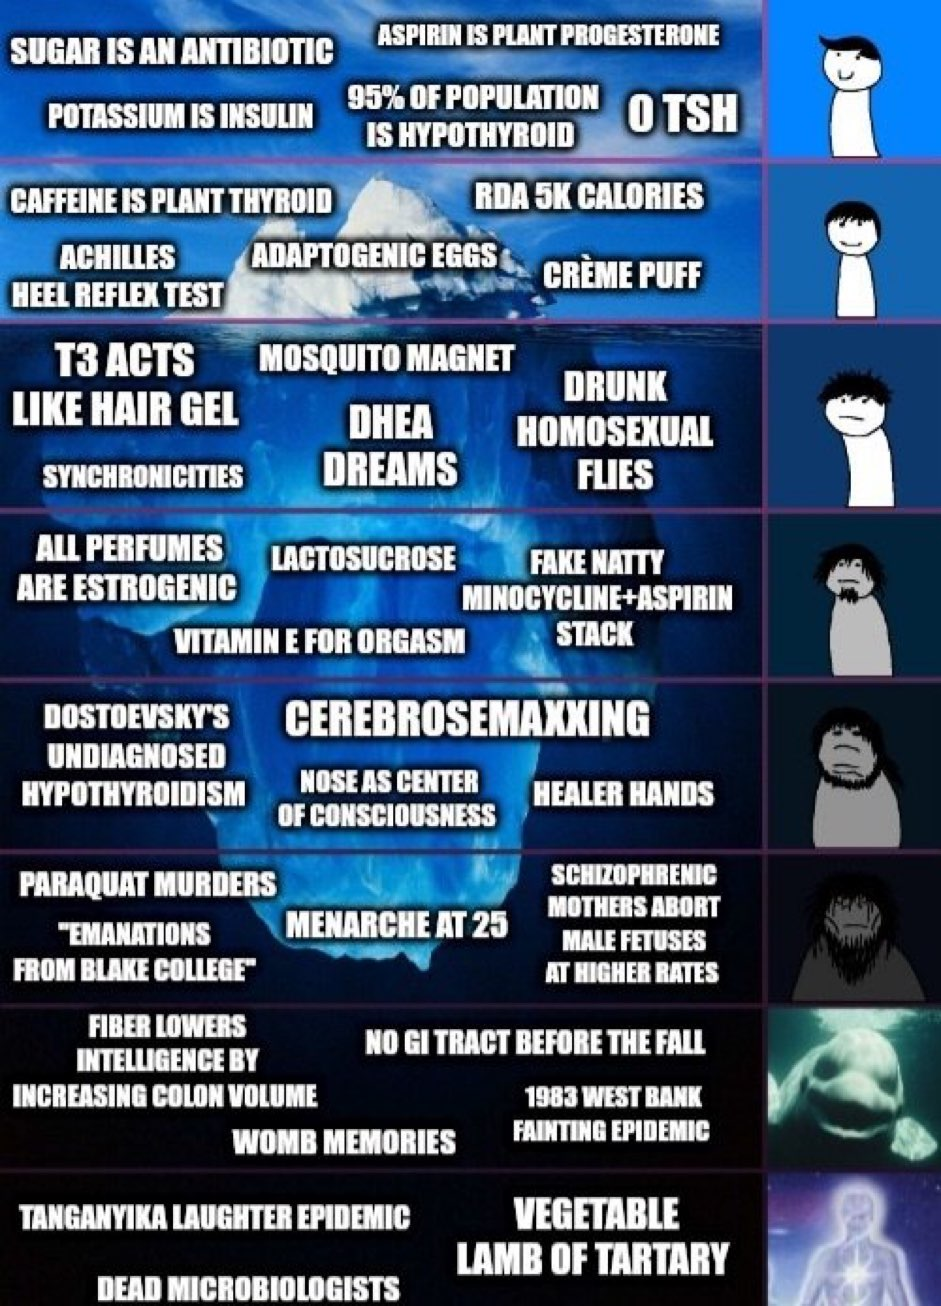 SUGAR IS AN ANTIBIOTIC
ASPIRIN IS PLANT PROGESTERONE
POTASSIUM IS INSULIN
95% OF POPULATION
IS HYPOTHYROID
0 TSH
CAFFEINE IS PLANT THYROID
RDA 5K CALORIES
ACHILLES
HEEL REFLEX TEST
ADAPTOGENIC EGGS
CRÈME PUFF
T3 ACTS
LIKE HAIR GEL
MOSQUITO MAGNET
DRUNK
HOMOSEXUAL
FLIES
DHEA
DREAMS
SYNCHRONICITIES
ALL PERFUMES
ARE ESTROGENIC
LACTOSUCROSE
FAKE NATTY
MINOCYCLINE+ASPIRIN
STACK
VITAMIN E FOR ORGASM
DOSTOEVSKY'S
UNDIAGNOSED
HYPOTHYROIDISM
CEREBROSEMAXXING
NOSE AS CENTER
OF CONSCIOUSNESS
HEALER HANDS
PARAQUAT MURDERS
"EMANATIONS
FROM BLAKE COLLEGE"
MENARCHE AT 25
SCHIZOPHRENIC
MOTHERS ABORT
MALE FETUSES
AT HIGHER RATES
FIBER LOWERS
INTELLIGENCE BY
INCREASING COLON VOLUME
NO GI TRACT BEFORE THE FALL
1983 WEST BANK
FAINTING EPIDEMIC
WOMB MEMORIES
TANGANYIKA LAUGHTER EPIDEMIC
VEGETABLE
LAMB OF TARTARY
DEAD MICROBIOLOGISTS